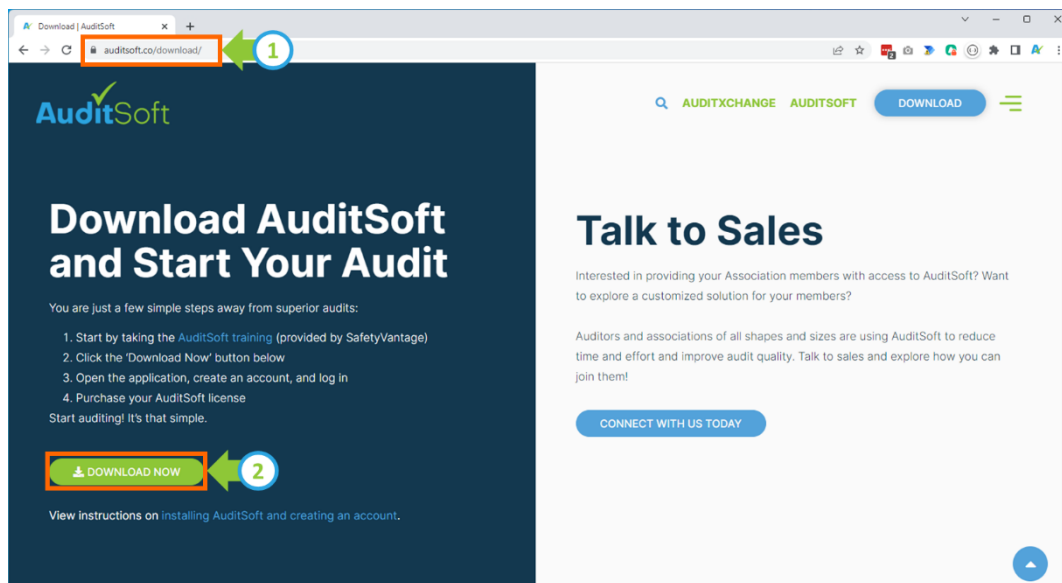 Download | AuditSoft
auditsoft.co/download/
1
2
AuditSoft
AUDITXCHANGE AUDITSOFT DOWNLOAD
Download AuditSoft
and Start Your Audit
You are just a few simple steps away from superior audits:
1. Start by taking the AuditSoft training (provided by SafetyVantage)
2. Click the 'Download Now' button below
3. Open the application, create an account, and log in
4. Purchase your AuditSoft license
Start auditing! It's that simple.
DOWNLOAD NOW
2
View instructions on installing AuditSoft and creating an account.
Talk to Sales
Interested in providing your Association members with access to AuditSoft? Want
to explore a customized solution for your members?
Auditors and associations of all shapes and sizes are using AuditSoft to reduce
time and effort and improve audit quality. Talk to sales and explore how you can
join them!
CONNECT WITH US TODAY